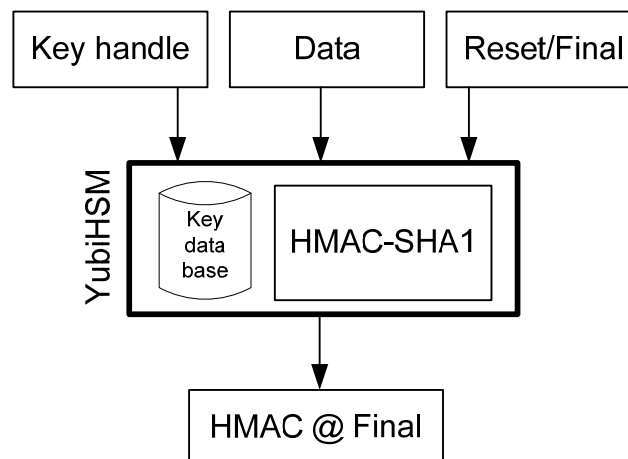 Key handle
Data
Reset/Final
YubiHSM
Key
data
base
HMAC-SHA1
HMAC @ Final